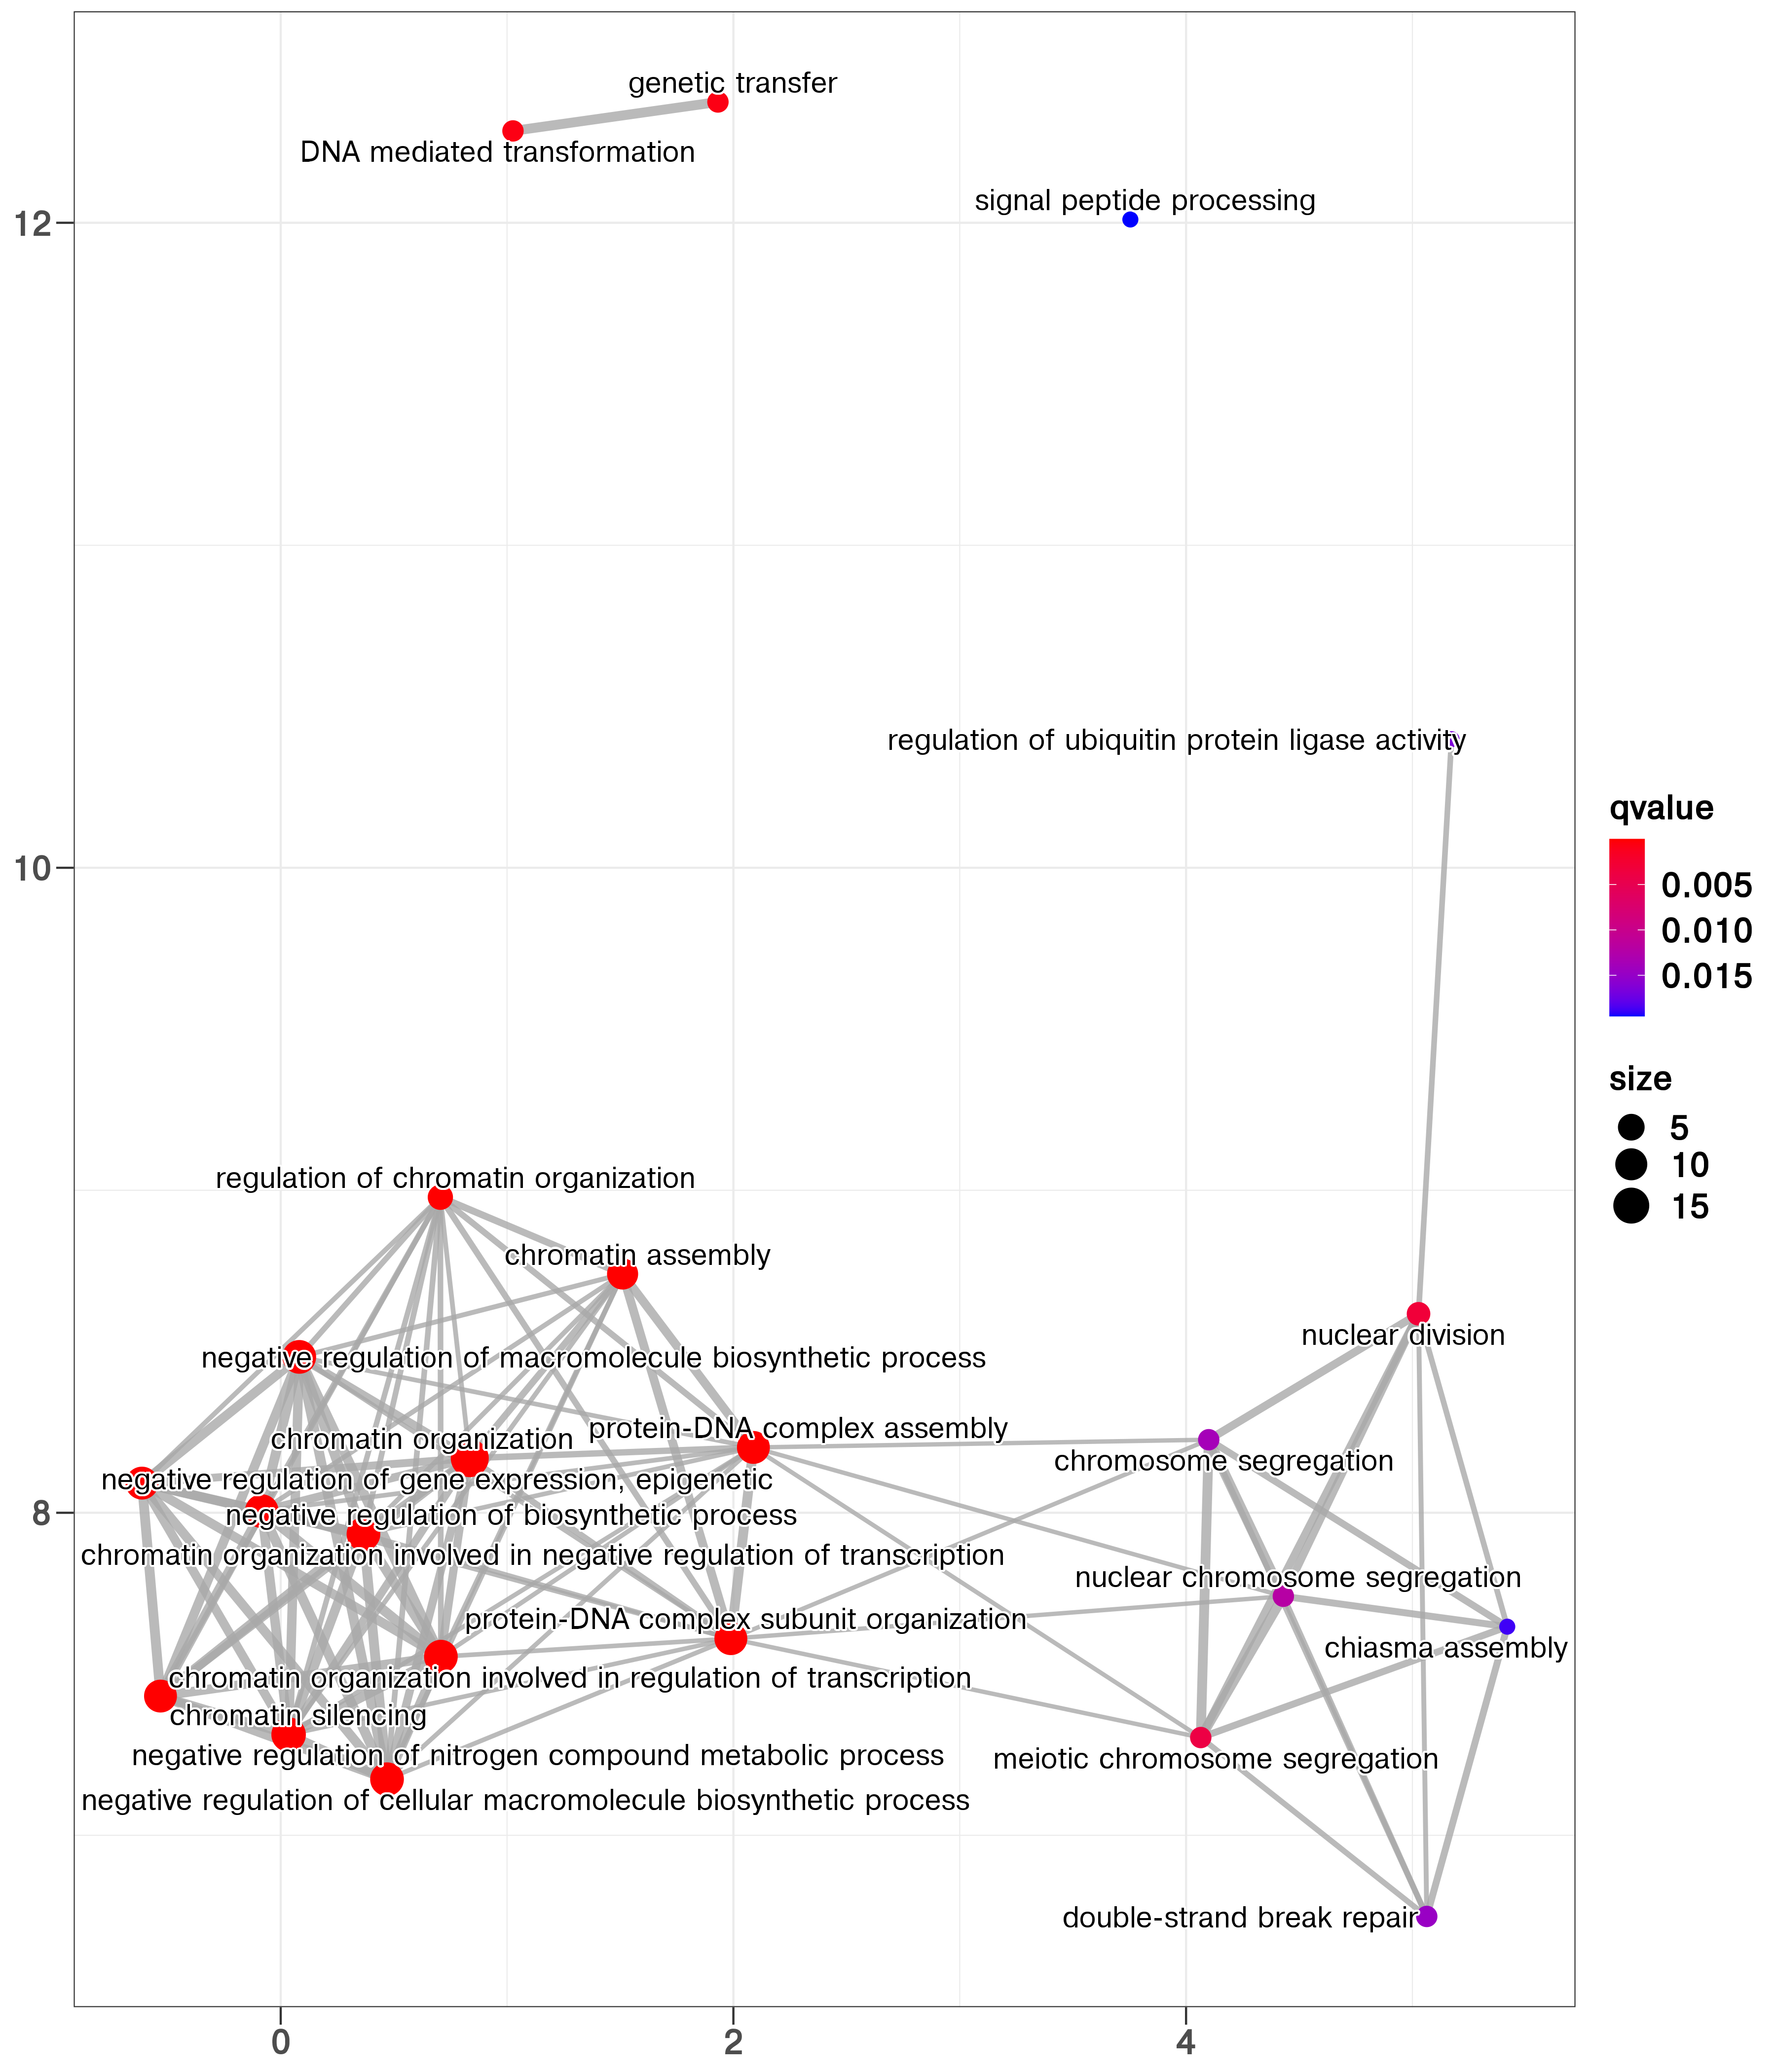 genetic transfer
DNA mediated transformation
signal peptide processing
12
regulation of ubiquitin protein ligase activity
qvalue
10
0.005
0.010
0.015
size
5
10
15
regulation of chromatin organization
chromatin assembly
nuclear division
negative regulation of macromolecule biosynthetic process
protein-DNA complex assembly
chromatin organization
chromosome segregation
negative regulation of gene expression, epigenetic
8
negative regulation of biosynthetic process
chromatin organization involved in negative regulation of transcription
nuclear chromosome segregation
protein-DNA complex subunit organization
chiasma assembly
chromatin organization involved in regulation of transcription
chromatin silencing
negative regulation of nitrogen compound metabolic process
meiotic chromosome segregation
negative regulation of cellular macromolecule biosynthetic process
double-strand break repair
0
2
4